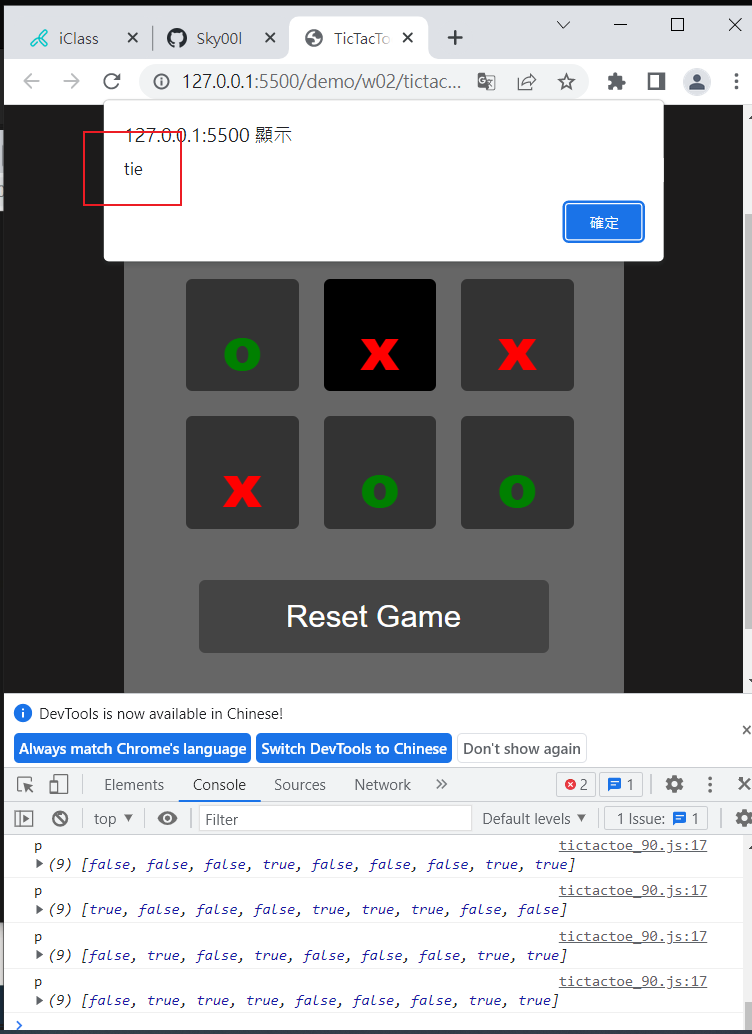 iClass
Sky00l
TicTacTo
127.0.0.1:5500/demo/w02/tictac...
127.0.0.1:5500 顯示
tie
確定
o x x
x o o
Reset Game
DevTools is now available in Chinese!
Always match Chrome's language Switch DevTools to Chinese Don't show again
Elements Console Sources Network » 2 1
top ▼ Filter Default levels ▼ 1 Issue: 1
p tictactoe_90.js:17
(9) [false, false, false, true, false, false, false, true, true]
p tictactoe_90.js:17
(9) [true, false, false, false, true, true, true, false, false]
p tictactoe_90.js:17
(9) [false, true, false, true, false, false, false, true, true]
p tictactoe_90.js:17
(9) [false, true, true, true, false, false, false, true, true]